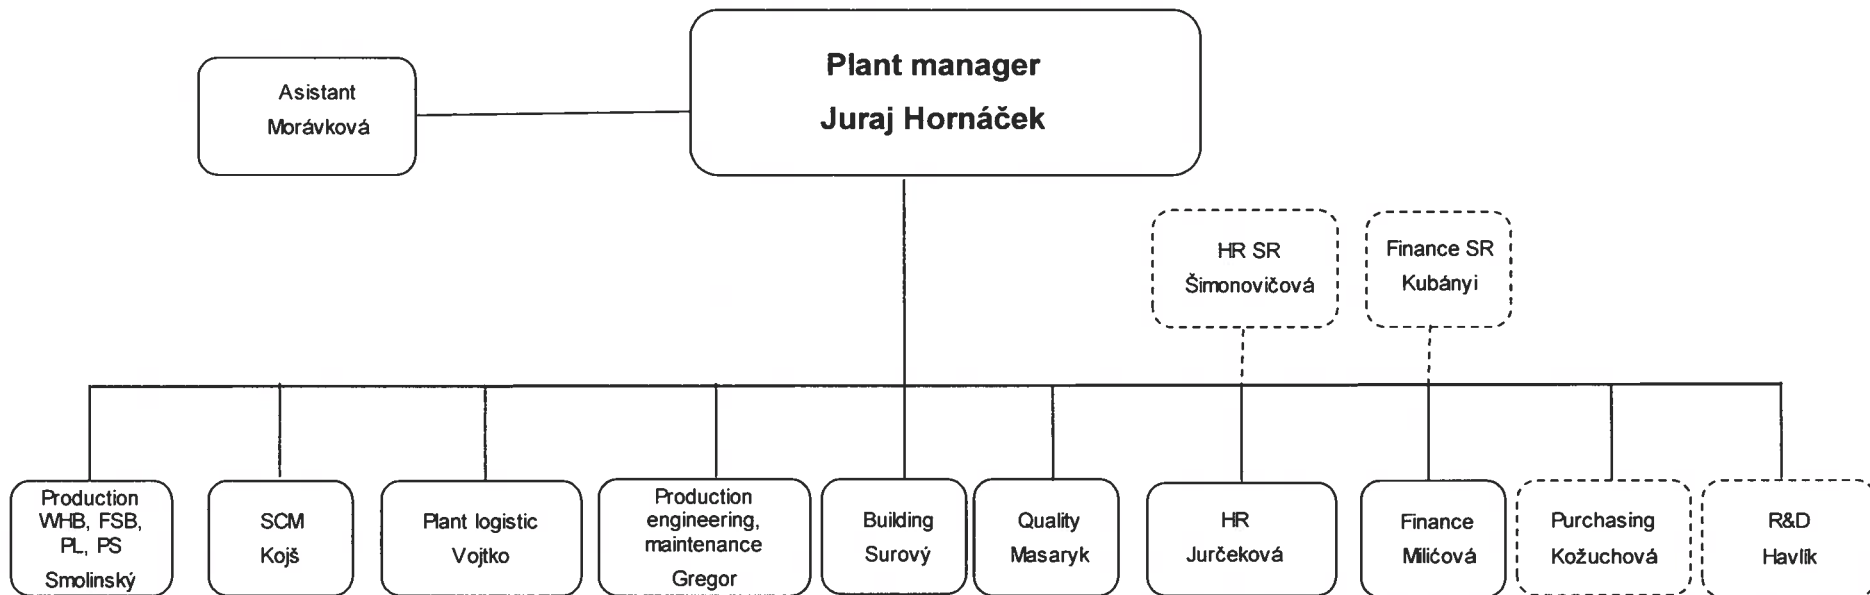 Plant manager
Juraj Hornáček
Asistant
Morávková
HR SR
Šimonovičová
Finance SR
Kubányi
Production
WHB, FSB,
PL, PS
Smolinský
SCM
Kojš
Plant logistic
Vojtko
Production
engineering,
maintenance
Gregor
Building
Surový
Quality
Masaryk
HR
Jurčeková
Finance
Milićová
Purchasing
Kožuchová
R&D
Havlík